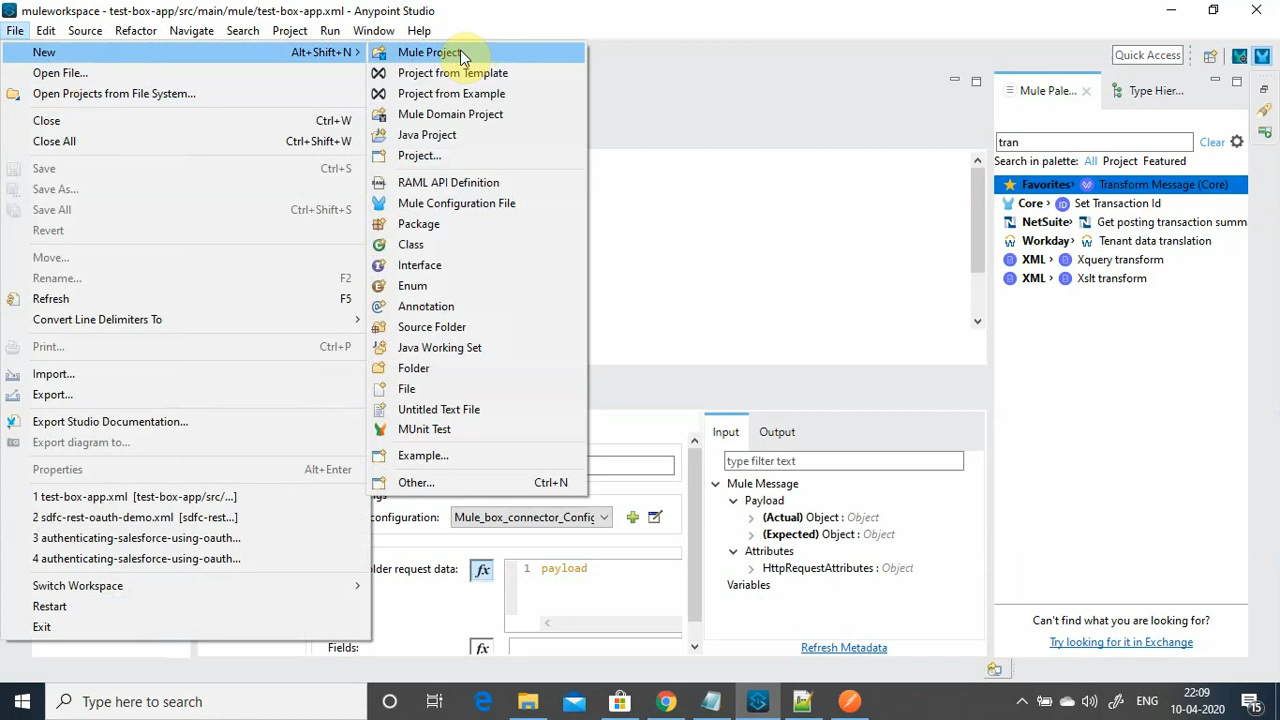 muleworkspace - test-box-app/src/main/mule/test-box-app.xml - Anypoint Studio
File Edit Source Refactor Navigate Search Project Run Window Help
New Alt+Shift+N
Open File...
Open Projects from File System...
Close Ctrl+W
Close All Ctrl+Shift+W
Save Ctrl+S
Save As...
Save All Ctrl+Shift+S
Revert
Move...
Rename... F2
Refresh F5
Convert Line Delimiters To
Print... Ctrl+P
Import...
Export...
Export Studio Documentation...
Export diagram to...
Properties Alt+Enter
1 test-box-app.xml [test-box-app/src/...]
2 sdfc-rest-oauth-demo.xml [sdfc-rest...]
3 authenticating-salesforce-using-oauth...
4 authenticating-salesforce-using-oauth...
Switch Workspace
Restart
Exit
Mule Project
Project from Template
Project from Example
Mule Domain Project
Java Project
Project...
RAML API Definition
Mule Configuration File
Package
Class
Interface
Enum
Annotation
Source Folder
Java Working Set
Folder
File
Untitled Text File
MUnit Test
Example...
Other... Ctrl+N
configuration: Mule_box_connector_Config
request data: fx
1 payload
Fields: fx
Input Output
type filter text
Mule Message
Payload
(Actual) Object : Object
(Expected) Object : Object
Attributes
HttpRequestAttributes : Object
Variables
Refresh Metadata
Quick Access
Mule Pale... Type Hier...
tran Clear
Search in palette: All Project Featured
Favorites Transform Message (Core)
Core Set Transaction Id
NetSuite Get posting transaction summa
Workday Tenant data translation
XML Xquery transform
XML Xslt transform
Can't find what you are looking for?
Try looking for it in Exchange
Type here to search
ENG
22:09
10-04-2020
15